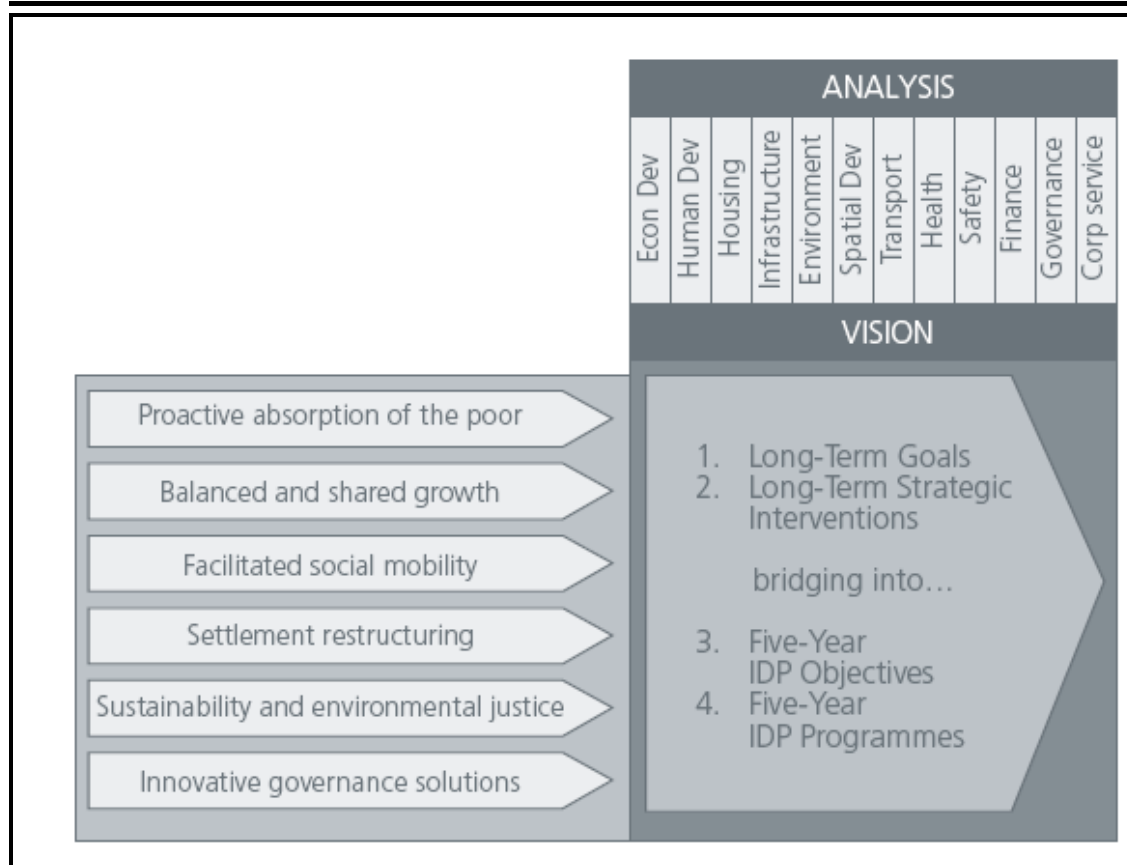 ANALYSIS
Econ Dev
Human Dev
Housing
Infrastructure
Environment
Spatial Dev
Transport
Health
Safety
Finance
Governance
Corp service
VISION
Proactive absorption of the poor
Balanced and shared growth
Facilitated social mobility
Settlement restructuring
Sustainability and environmental justice
Innovative governance solutions
1. Long-Term Goals
2. Long-Term Strategic
Interventions
bridging into...
3. Five-Year
IDP Objectives
4. Five-Year
IDP Programmes